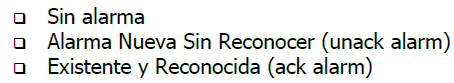 ❑ Sin alarma
❑ Alarma Nueva Sin Reconocer (unack alarm)
❑ Existente y Reconocida (ack alarm)